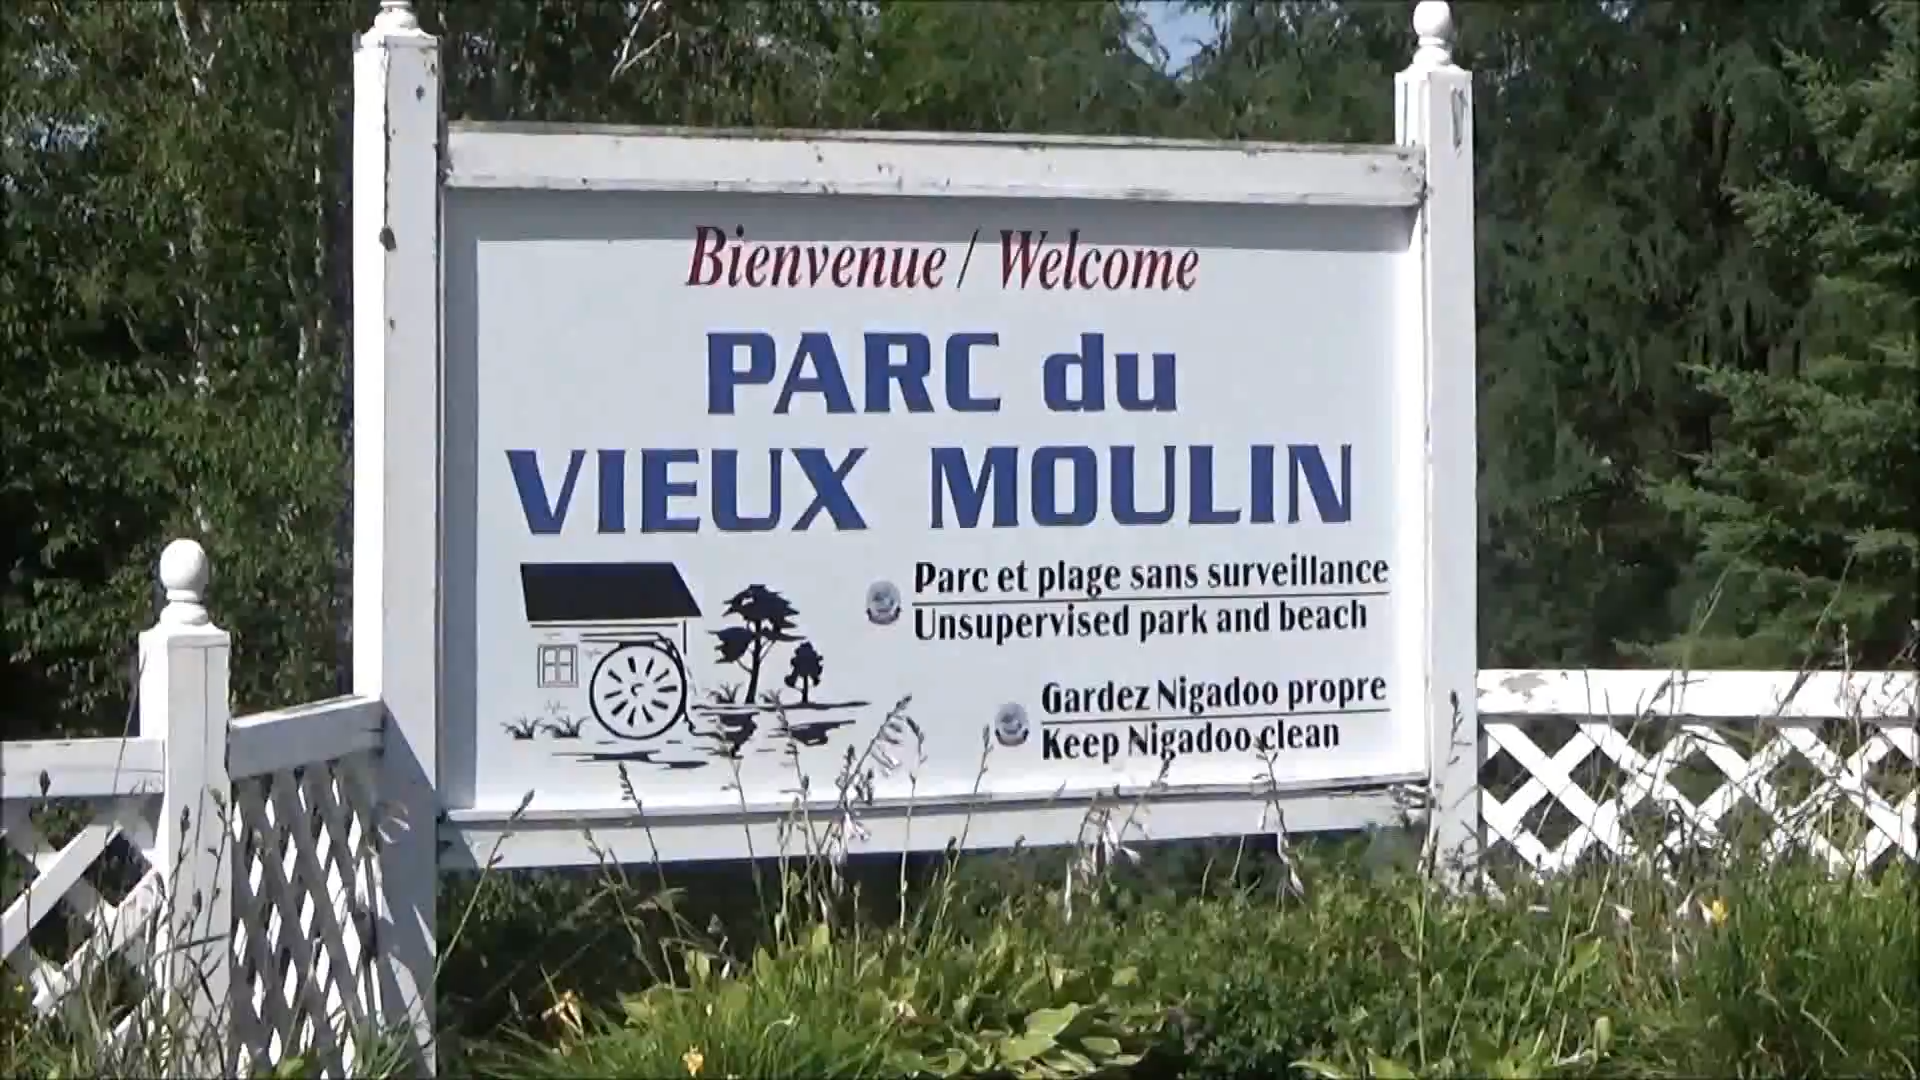 Bienvenue / Welcome
PARC du
VIEUX MOULIN
Parc et plage sans surveillance
Unsupervised park and beach
Gardez Nigadoo propre
Keep Nigadoo clean